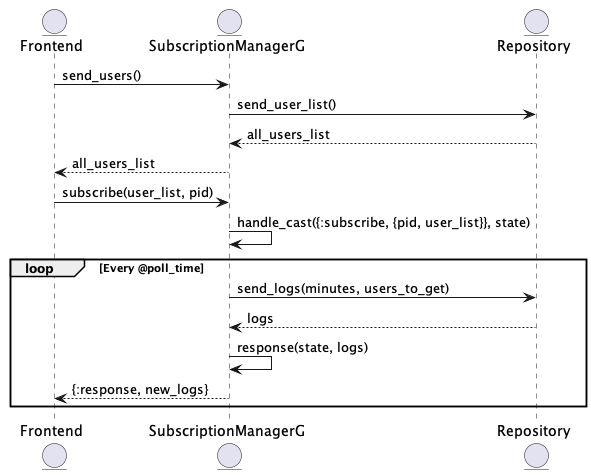 Frontend SubscriptionManagerG Repository
send_users()
send_user_list()
all_users_list
all_users_list
subscribe(user_list, pid)
handle_cast({:subscribe, {pid, user_list}}, state)
loop [Every @poll_time]
send_logs(minutes, users_to_get)
logs
response(state, logs)
{:response, new_logs}
Frontend SubscriptionManagerG Repository